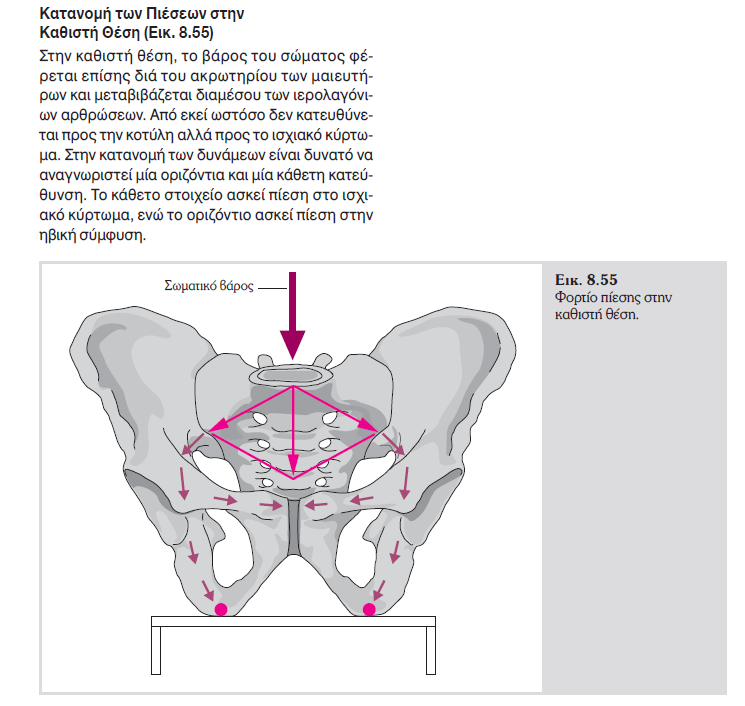 Κατανομή των Πιέσεων στην
Καθιστή Θέση (Εικ. 8.55)
Στην καθιστή θέση, το βάρος του σώματος φέ-
ρεται επίσης διά του ακρωτηρίου των μαιευτή-
ρων και μεταβιβάζεται διαμέσου των ιερολαγόνι-
ων αρθρώσεων. Από εκεί ωστόσο δεν κατευθύνε-
ται προς την κοτύλη αλλά προς το ισχιακό κύρτω-
μα. Στην κατανομή των δυνάμεων είναι δυνατό να
αναγνωριστεί μία οριζόντια και μία κάθετη κατεύ-
θυνση. Το κάθετο στοιχείο ασκεί πίεση στο ισχι-
ακό κύρτωμα, ενώ το οριζόντιο ασκεί πίεση στην
ηβική σύμφυση.
Σωματικό βάρος
Εικ. 8.55
Φορτίο πίεσης στην
καθιστή θέση.